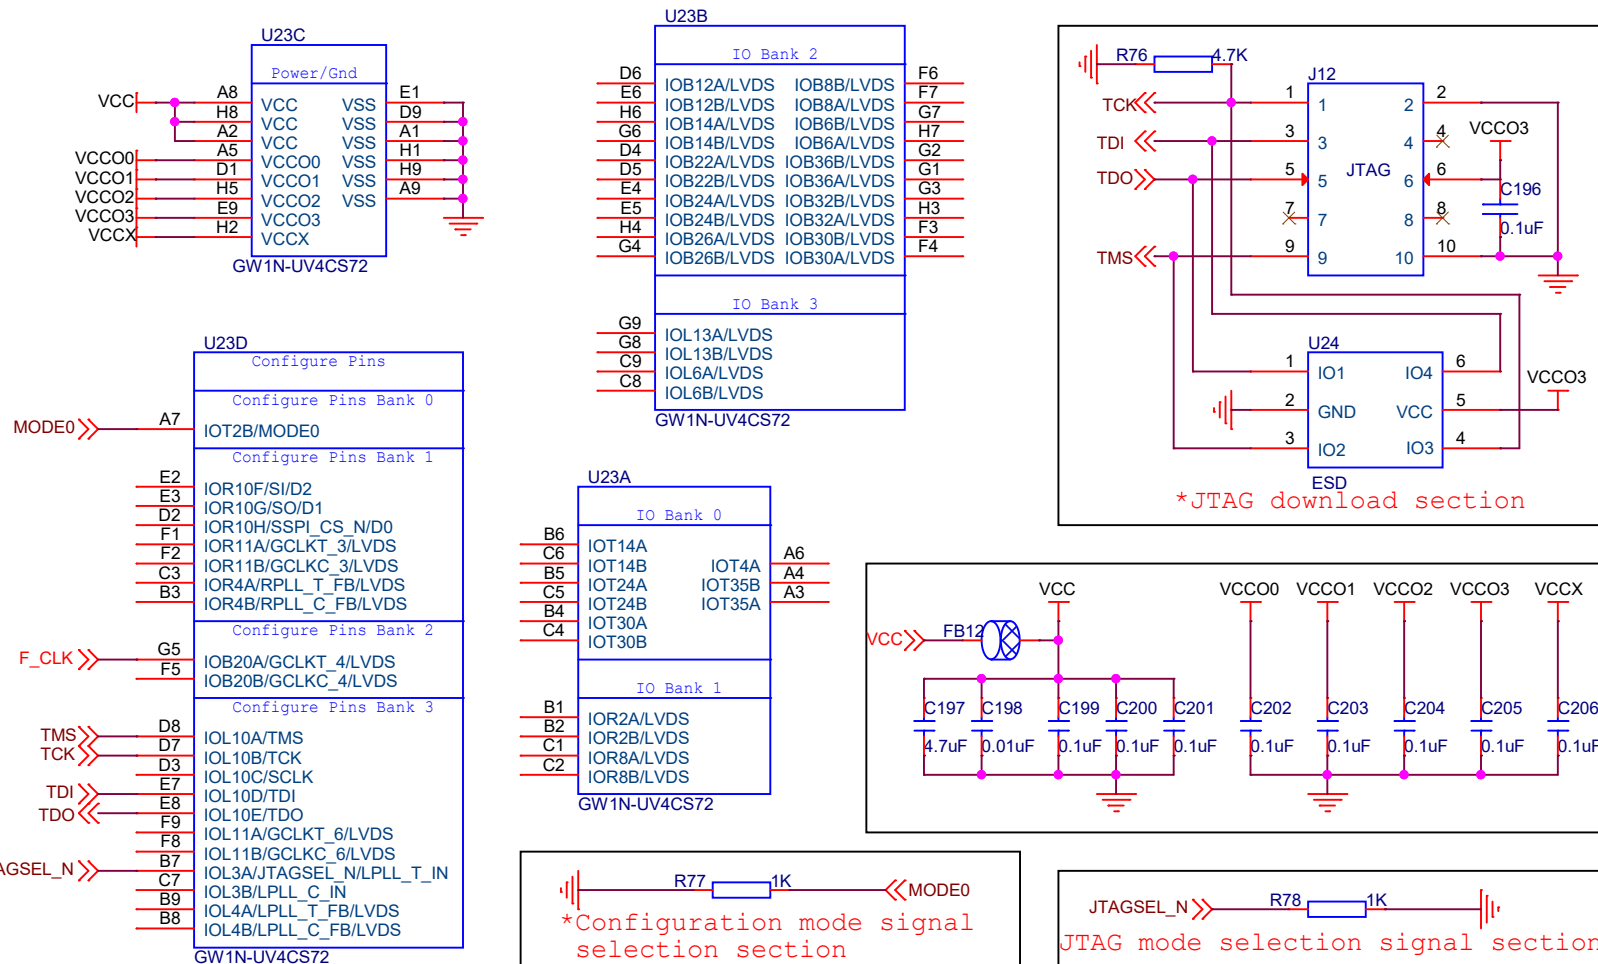 U23C
Power/Gnd
VCC A8 VCC VSS E1
H8 VCC VSS D9
A2 VCC VSS A1
VCCO0 A5 VCCO0 VSS H1
VCCO1 D1 VCCO1 VSS H9
VCCO2 H5 VCCO2 VSS A9
VCCO3 E9 VCCO3
VCCX H2 VCCX
GW1N-UV4CS72
U23B
IO Bank 2
D6 IOB12A/LVDS IOB8B/LVDS F6
E6 IOB12B/LVDS IOB8A/LVDS F7
H6 IOB14A/LVDS IOB6B/LVDS G7
G6 IOB14B/LVDS IOB6A/LVDS H7
D4 IOB22A/LVDS IOB36B/LVDS G2
D5 IOB22B/LVDS IOB36A/LVDS G1
E4 IOB24A/LVDS IOB32B/LVDS G3
E5 IOB24B/LVDS IOB32A/LVDS H3
H4 IOB26A/LVDS IOB30B/LVDS F3
G4 IOB26B/LVDS IOB30A/LVDS F4
IO Bank 3
G9 IOL13A/LVDS
G8 IOL13B/LVDS
C9 IOL6A/LVDS
C8 IOL6B/LVDS
GW1N-UV4CS72
R76 4.7K
J12
TCK 1 1 2 2
TDI 3 3 4 4 VCCO3
TDO 5 5 JTAG 6 6
C196
7 7 8 8
0.1uF
TMS 9 9 10 10
U24
1 IO1 IO4 6
VCCO3
2 GND VCC 5
3 IO2 IO3 4
ESD
*JTAG download section
U23D
Configure Pins
Configure Pins Bank 0
MODE0 A7 IOT2B/MODE0
Configure Pins Bank 1
E2 IOR10F/SI/D2
E3 IOR10G/SO/D1
D2 IOR10H/SSPI_CS_N/D0
F1 IOR11A/GCLKT_3/LVDS
F2 IOR11B/GCLKC_3/LVDS
C3 IOR4A/RPLL_T_FB/LVDS
B3 IOR4B/RPLL_C_FB/LVDS
Configure Pins Bank 2
F_CLK G5 IOB20A/GCLKT_4/LVDS
F5 IOB20B/GCLKC_4/LVDS
Configure Pins Bank 3
TMS D8 IOL10A/TMS
TCK D7 IOL10B/TCK
D3 IOL10C/SCLK
TDI E7 IOL10D/TDI
TDO E8 IOL10E/TDO
F9 IOL11A/GCLKT_6/LVDS
F8 IOL11B/GCLKC_6/LVDS
AGSEL_N B7 IOL3A/JTAGSEL_N/LPLL_T_IN
C7 IOL3B/LPLL_C_IN
B9 IOL4A/LPLL_T_FB/LVDS
B8 IOL4B/LPLL_C_FB/LVDS
GW1N-UV4CS72
U23A
IO Bank 0
B6 IOT14A
C6 IOT14B IOT4A A6
B5 IOT24A IOT35B A4
C5 IOT24B IOT35A A3
B4 IOT30A
C4 IOT30B
IO Bank 1
B1 IOR2A/LVDS
B2 IOR2B/LVDS
C1 IOR8A/LVDS
C2 IOR8B/LVDS
GW1N-UV4CS72
VCC VCCO0 VCCO1 VCCO2 VCCO3 VCCX
VCC FB12
C197 C198 C199 C200 C201 C202 C203 C204 C205 C206
4.7uF 0.01uF 0.1uF 0.1uF 0.1uF 0.1uF 0.1uF 0.1uF 0.1uF 0.1uF
R77 1K MODE0
*Configuration mode signal
selection section
JTAGSEL_N R78 1K
JTAG mode selection signal section